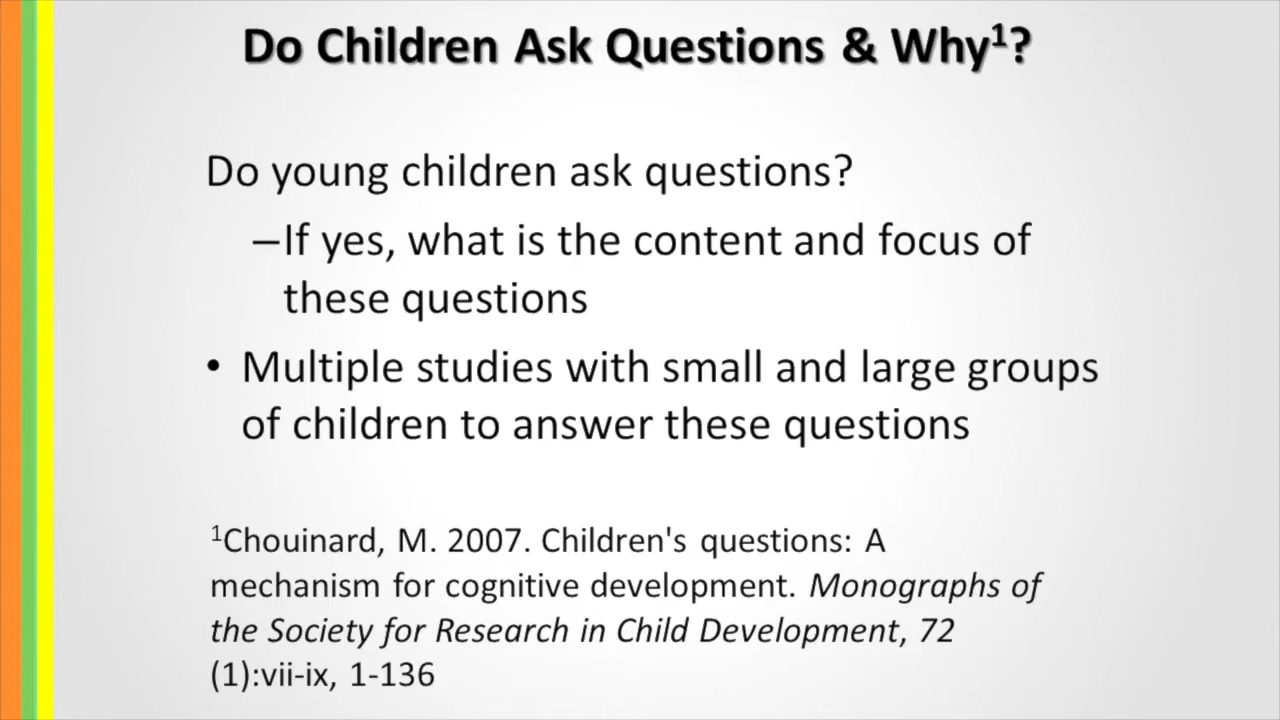 Do Children Ask Questions & Why¹?
Do young children ask questions?
–If yes, what is the content and focus of
these questions
• Multiple studies with small and large groups
of children to answer these questions
¹Chouinard, M. 2007. Children's questions: A
mechanism for cognitive development. Monographs of
the Society for Research in Child Development, 72
(1):vii-ix, 1-136